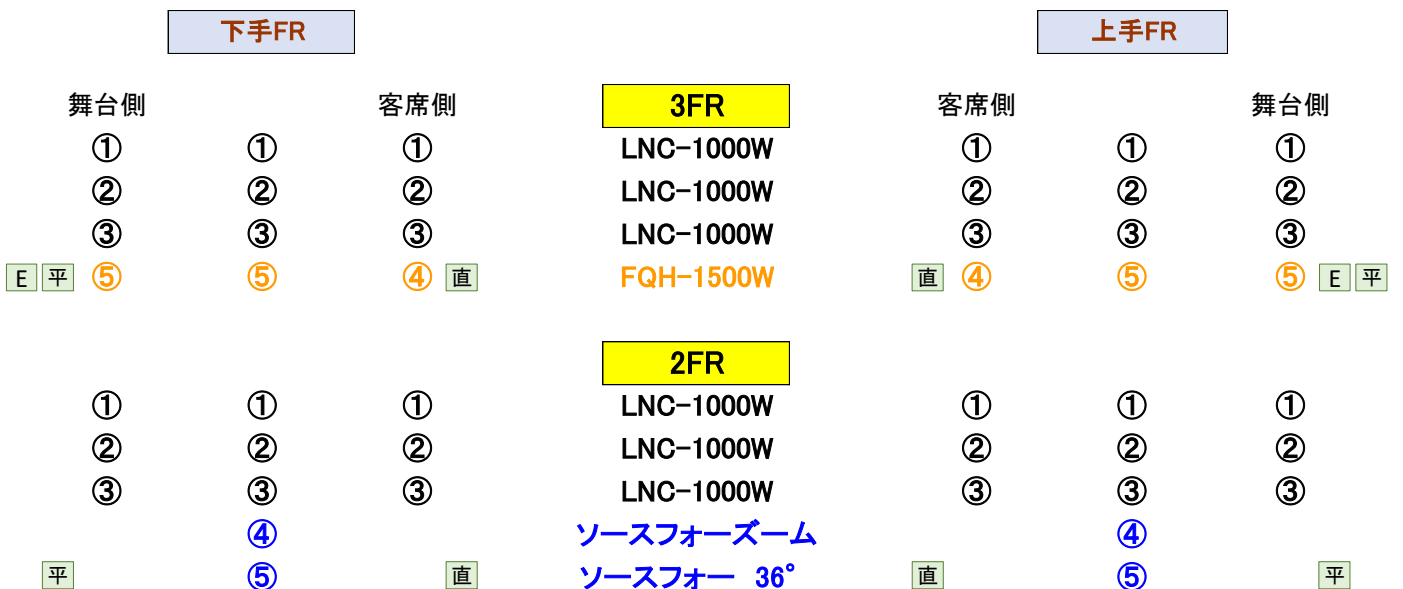 下手FR 上手FR
舞台側 客席側 3FR 客席側 舞台側
① ① ① LNC-1000W ① ① ①
② ② ② LNC-1000W ② ② ②
③ ③ ③ LNC-1000W ③ ③ ③
E 平 ⑤ ⑤ ④ 直 FQH-1500W 直 ④ ⑤ ⑤ E 平
2FR
① ① ① LNC-1000W ① ① ①
② ② ② LNC-1000W ② ② ②
③ ③ ③ LNC-1000W ③ ③ ③
④ ソースフォーズーム ④
平 ⑤ 直 ソースフォー 36° 直 ⑤ 平